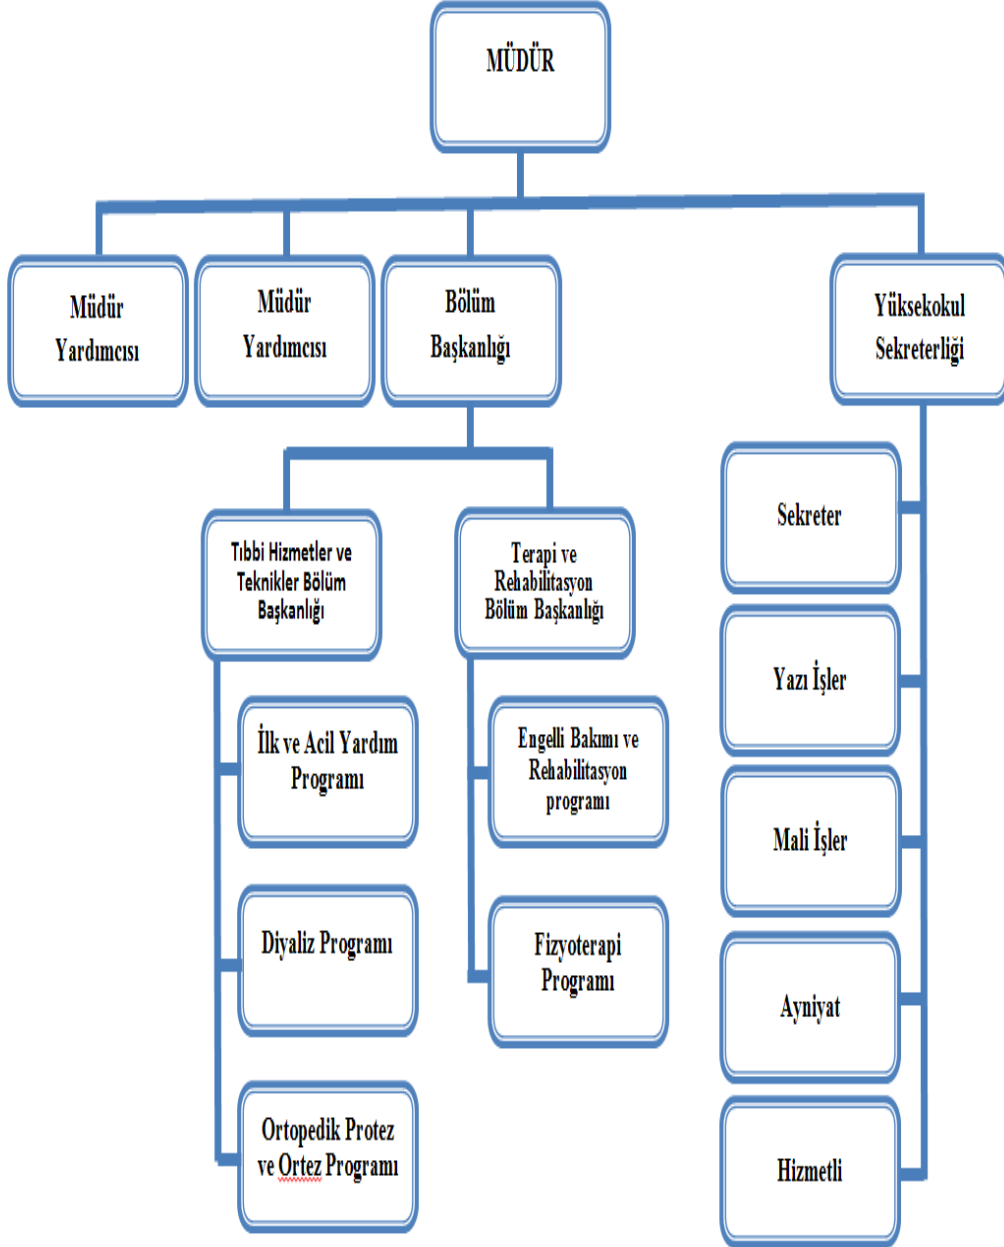 MÜDÜR
Müdür
Yardımcısı
Müdür
Yardımcısı
Bölüm
Başkanlığı
Yüksekokul
Sekreterliği
Tıbbi Hizmetler ve
Teknikler Bölüm
Başkanlığı
Terapi ve
Rehabilitasyon
Bölüm Başkanlığı
İlk ve Acil Yardım
Programı
Diyaliz Programı
Ortopedik Protez
ve Ortez Programı
Engelli Bakımı ve
Rehabilitasyon
programı
Fizyoterapi
Programı
Sekreter
Yazı İşler
Mali İşler
Ayniyat
Hizmetli